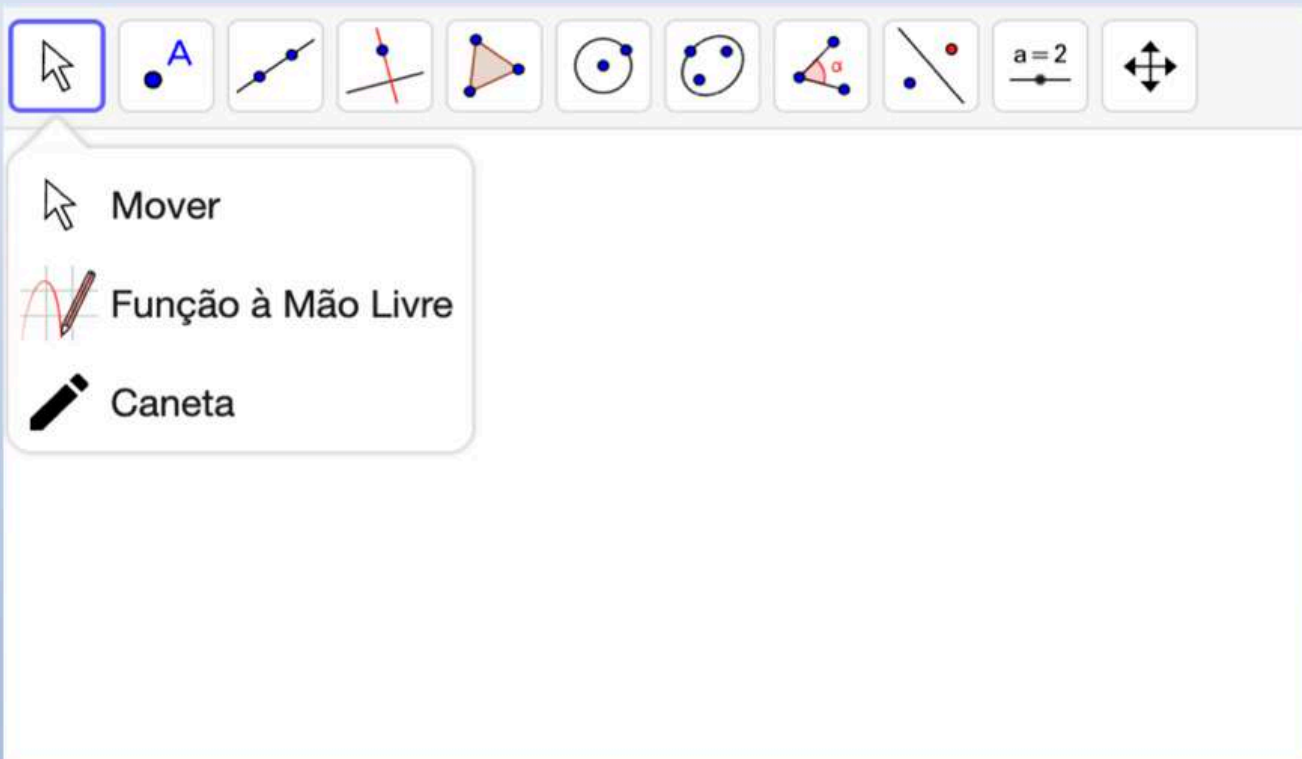 A
α
a = 2
Mover
Função à Mão Livre
Caneta